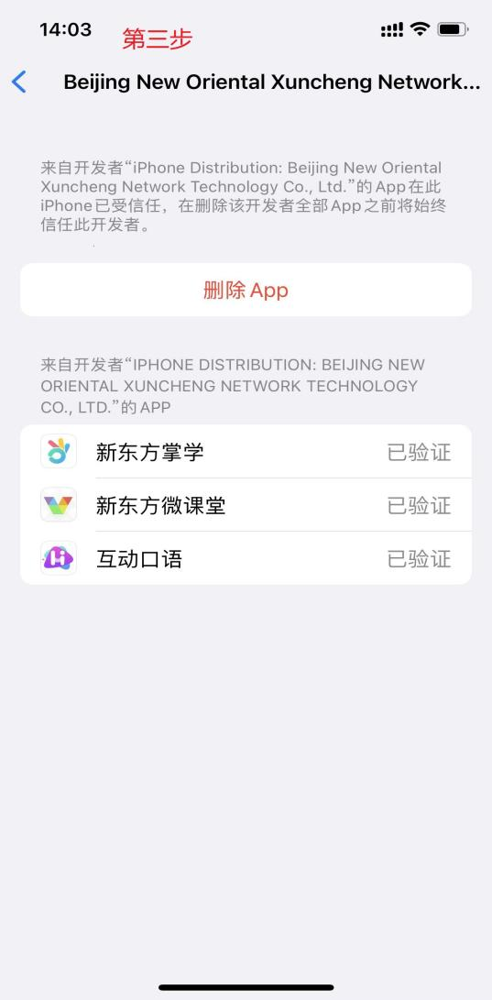 14:03
第三步
Beijing New Oriental Xuncheng Network...
来自开发者“iPhone Distribution: Beijing New Oriental
Xuncheng Network Technology Co., Ltd.”的App在此
iPhone已受信任，在删除该开发者全部App之前将始终
信任此开发者。
删除App
来自开发者“IPHONE DISTRIBUTION: BEIJING NEW
ORIENTAL XUNCHENG NETWORK TECHNOLOGY
CO., LTD.”的 APP
新东方掌学 已验证
新东方微课堂 已验证
Hi 互动口语 已验证